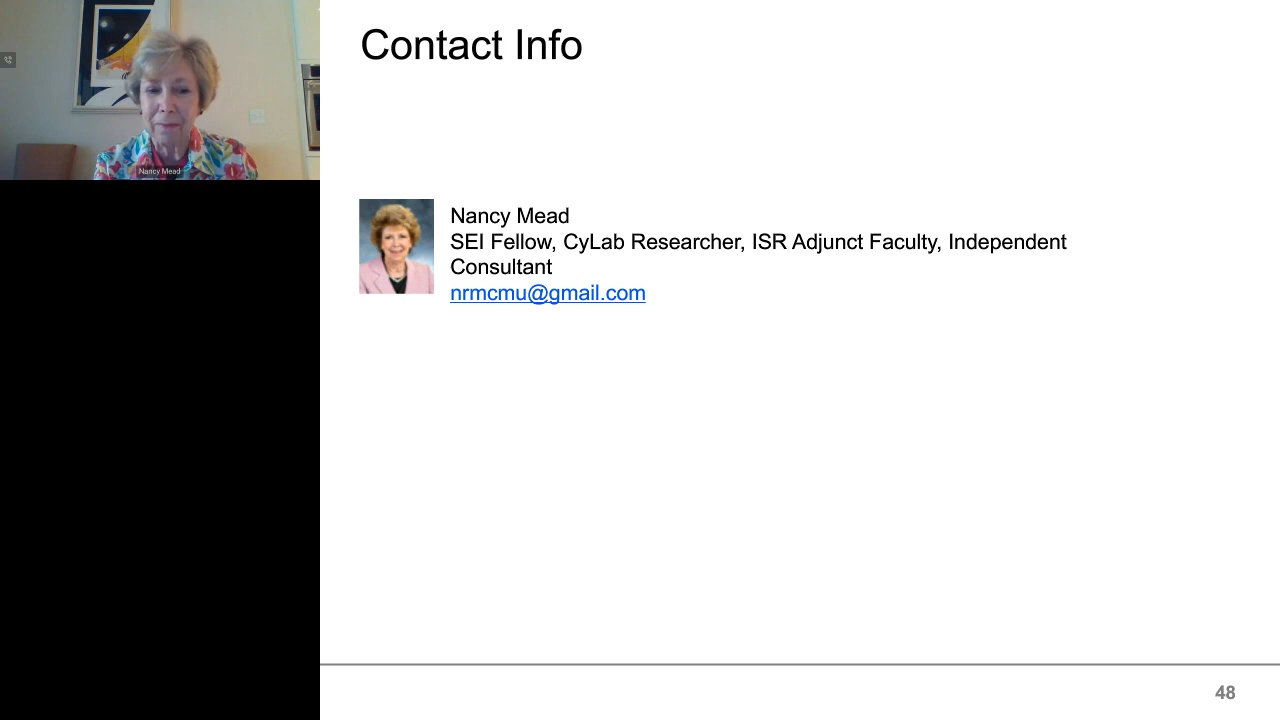 Contact Info
Nancy Mead
Nancy Mead
SEI Fellow, CyLab Researcher, ISR Adjunct Faculty, Independent
Consultant
nrmcmu@gmail.com
48